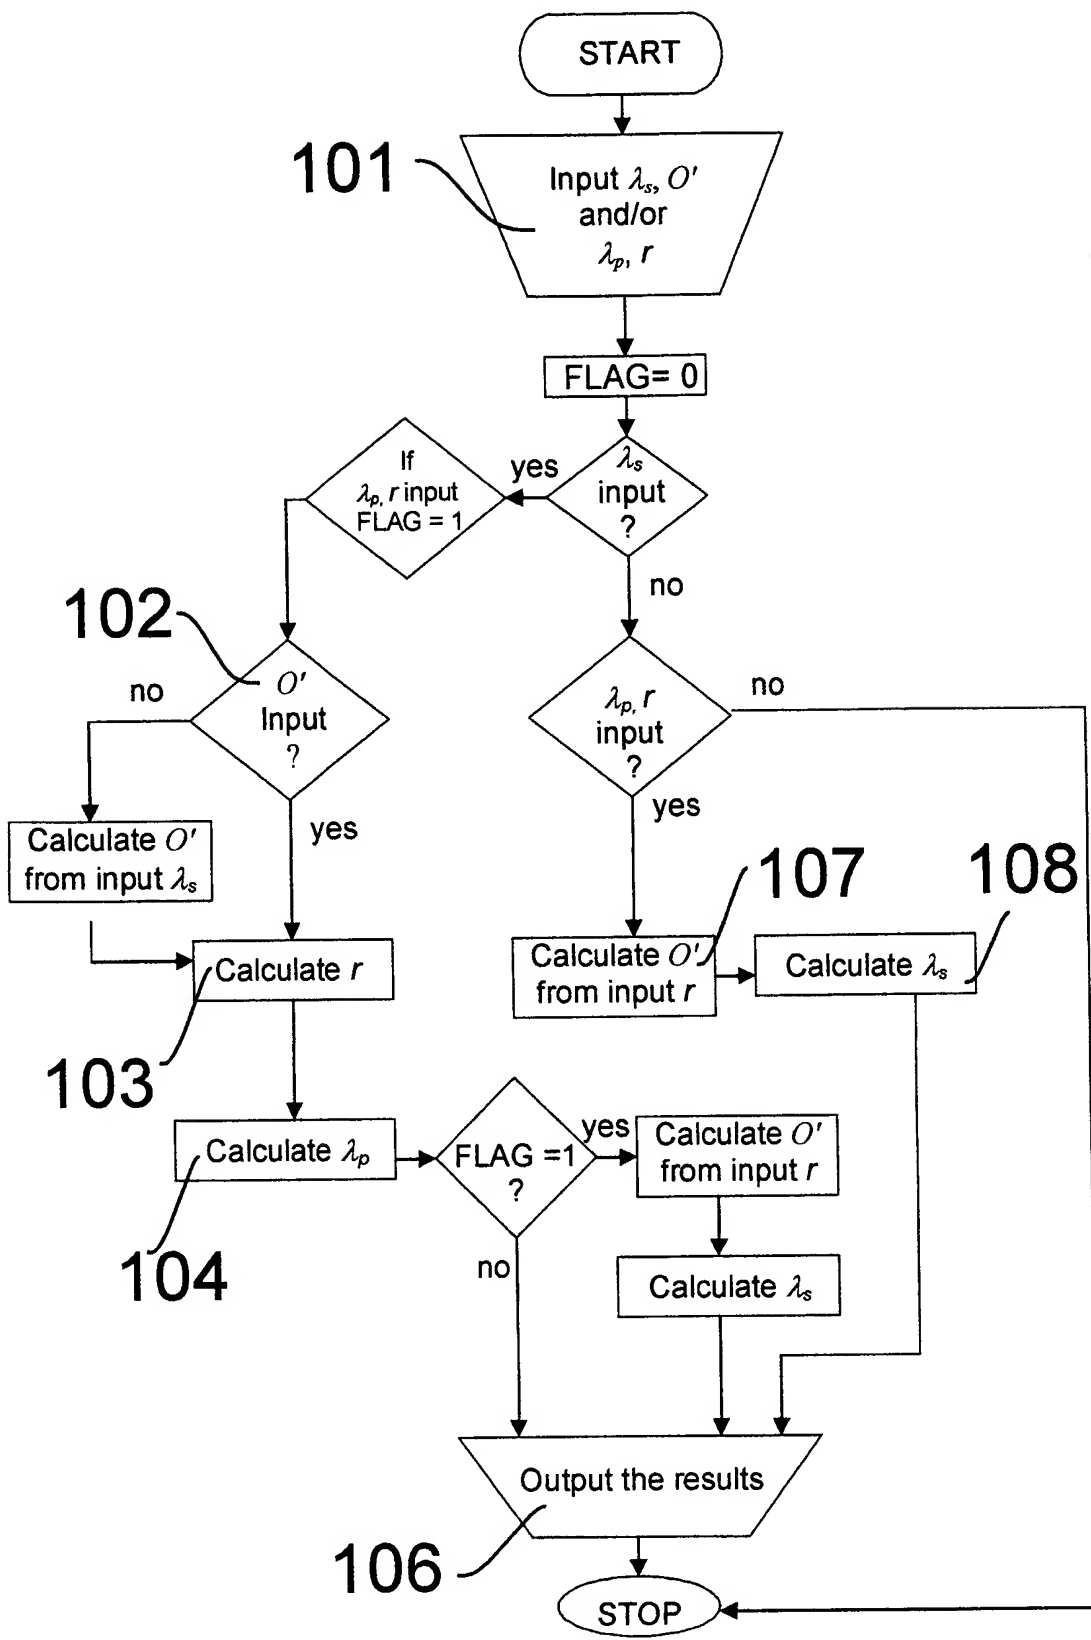 START
101
Input λs, O'
and/or
λp, r
FLAG= 0
If
λp, r input
FLAG = 1
yes
λs
input
?
no
102
O'
Input
?
no
yes
λp, r
input
?
no
yes
Calculate O'
from input λs
107
108
Calculate O'
from input r
Calculate λs
Calculate r
103
Calculate λp
104
FLAG =1
?
yes
no
Calculate O'
from input r
Calculate λs
Output the results
106
STOP